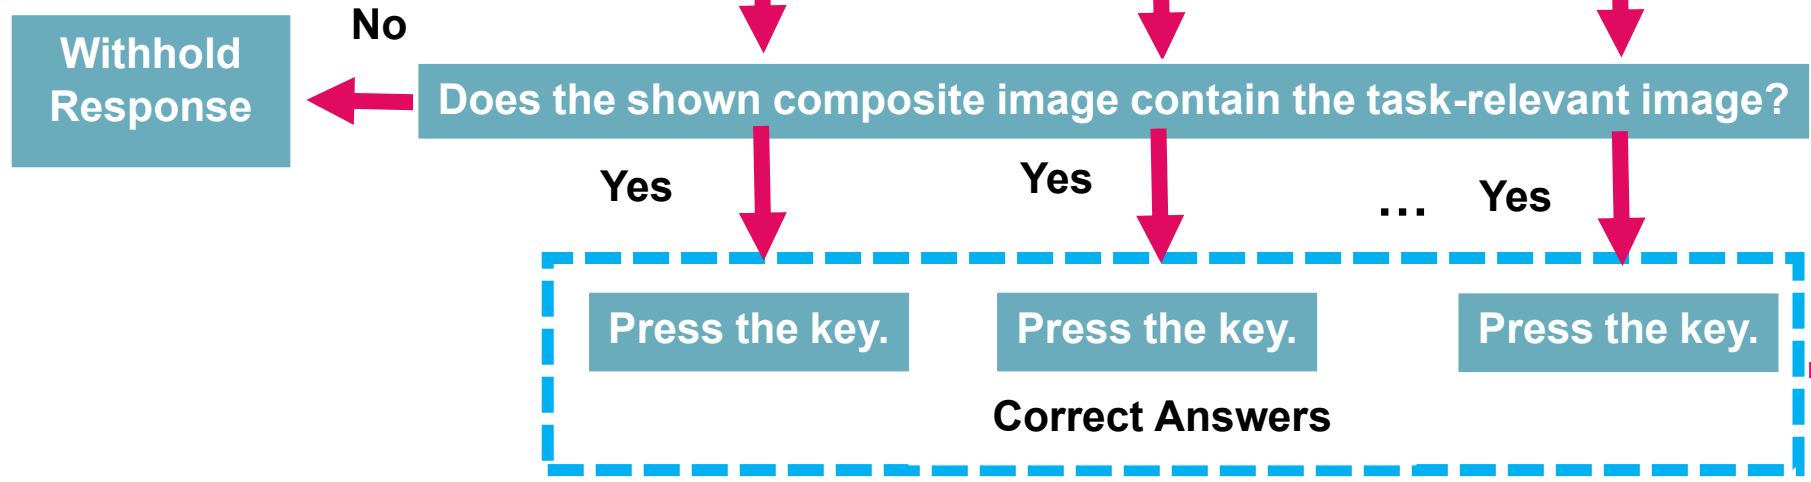 No
Withhold
Response
Does the shown composite image contain the task-relevant image?
Yes
Yes
...
Yes
Press the key.
Press the key.
Press the key.
Correct Answers